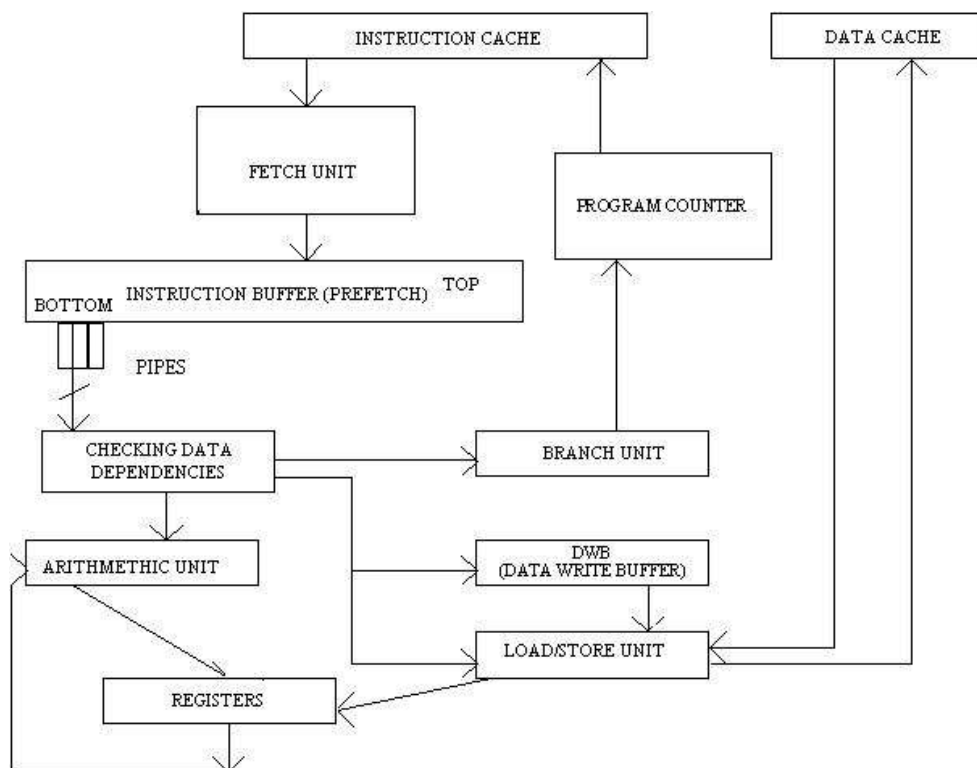 INSTRUCTION CACHE
DATA CACHE
FETCH UNIT
PROGRAM COUNTER
TOP
INSTRUCTION BUFFER (PREFETCH)
BOTTOM
PIPES
CHECKING DATA
DEPENDENCIES
BRANCH UNIT
ARITHMETHIC UNIT
DWB
(DATA WRITE BUFFER)
LOAD/STORE UNIT
REGISTERS